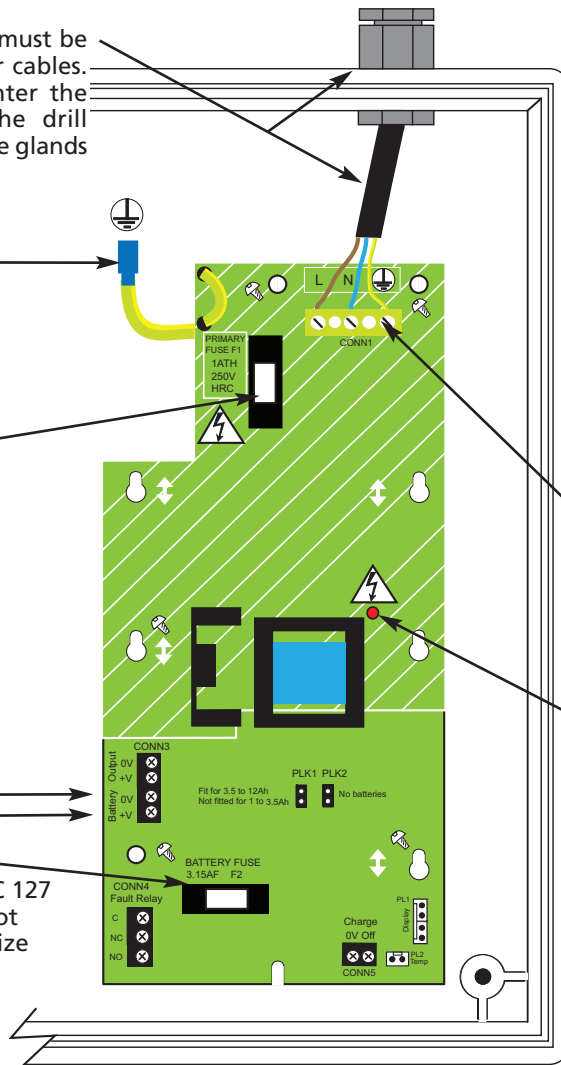 must be
r cables.
nter the
he drill
e glands
L N
CONN1
PRIMARY
FUSE F1
1ATH
250V
HRC
CONN3
Output
0V
+V
Battery
0V
+V
PLK1 PLK2
Fit for 3.5 to 12Ah
Not fitted for 1 to 3.5Ah
No batteries
BATTERY FUSE
3.15AF F2
C 127
ot
ize
CONN4
Fault Relay
C
NC
NO
Charge
0V Off
CONN5
PL1
Display
PL2
Temp